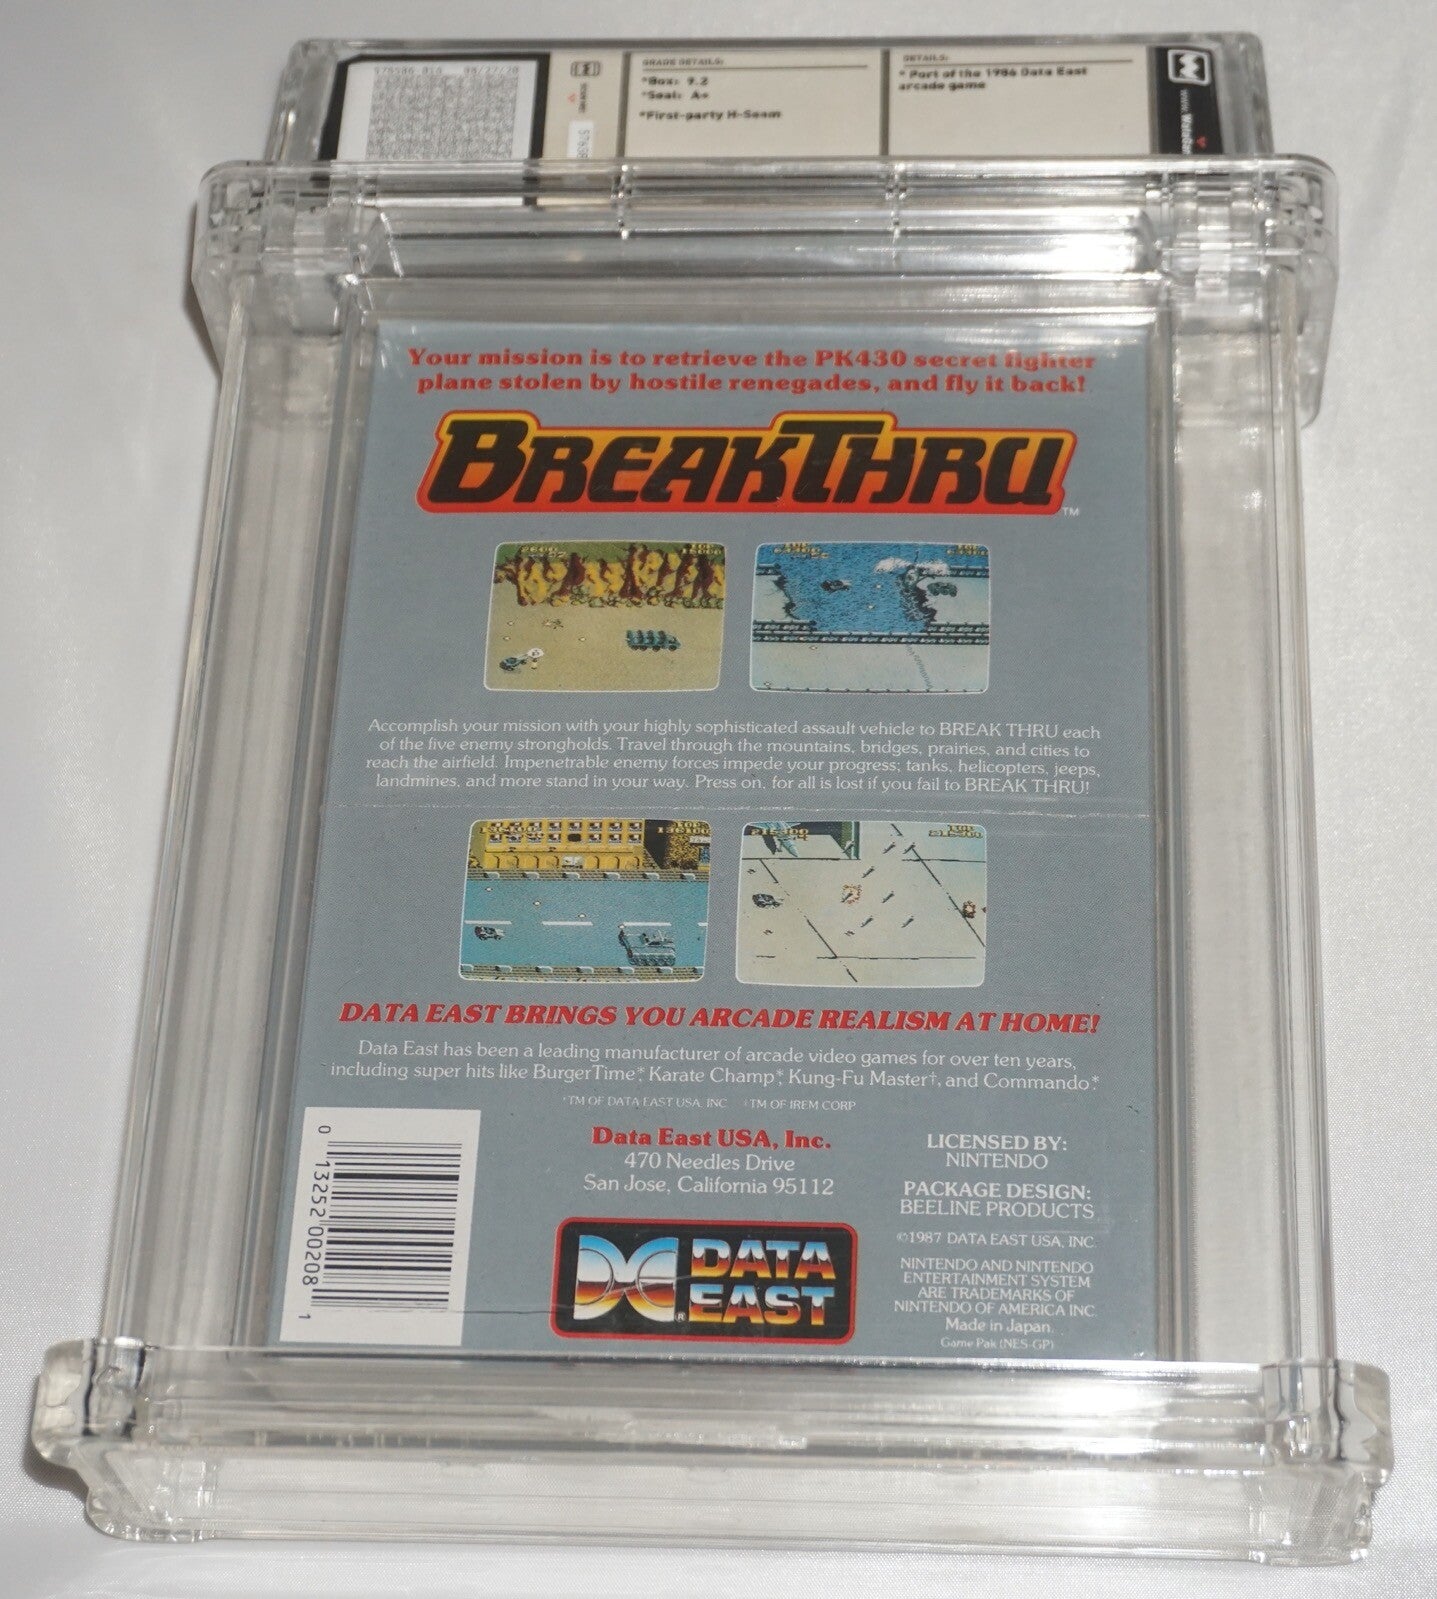 578586-010 08/27/20
GRADE DETAILS:
*Box: 9.2
*Seal: A+
*First-party H-Seam
DETAILS:
* Port of the 1986 Data East
arcade game
Your mission is to retrieve the PK430 secret fighter
plane stolen by hostile renegades, and fly it back!
BREAKTHRU
TM
Accomplish your mission with your highly sophisticated assault vehicle to BREAK THRU each
of the five enemy strongholds. Travel through the mountains, bridges, prairies, and cities to
reach the airfield. Impenetrable enemy forces impede your progress; tanks, helicopters, jeeps,
landmines, and more stand in your way. Press on, for all is lost if you fail to BREAK THRU!
DATA EAST BRINGS YOU ARCADE REALISM AT HOME!
Data East has been a leading manufacturer of arcade video games for over ten years,
including super hits like BurgerTime,* Karate Champ,* Kung-Fu Master†, and Commando.*
*TM OF DATA EAST USA, INC †TM OF IREM CORP
Data East USA, Inc.
470 Needles Drive
San Jose, California 95112
DATA
EAST
®
LICENSED BY:
NINTENDO
PACKAGE DESIGN:
BEELINE PRODUCTS
©1987 DATA EAST USA, INC.
NINTENDO AND NINTENDO
ENTERTAINMENT SYSTEM
ARE TRADEMARKS OF
NINTENDO OF AMERICA INC.
Made in Japan.
Game Pak (NES-GP)
0 13252 00208 1